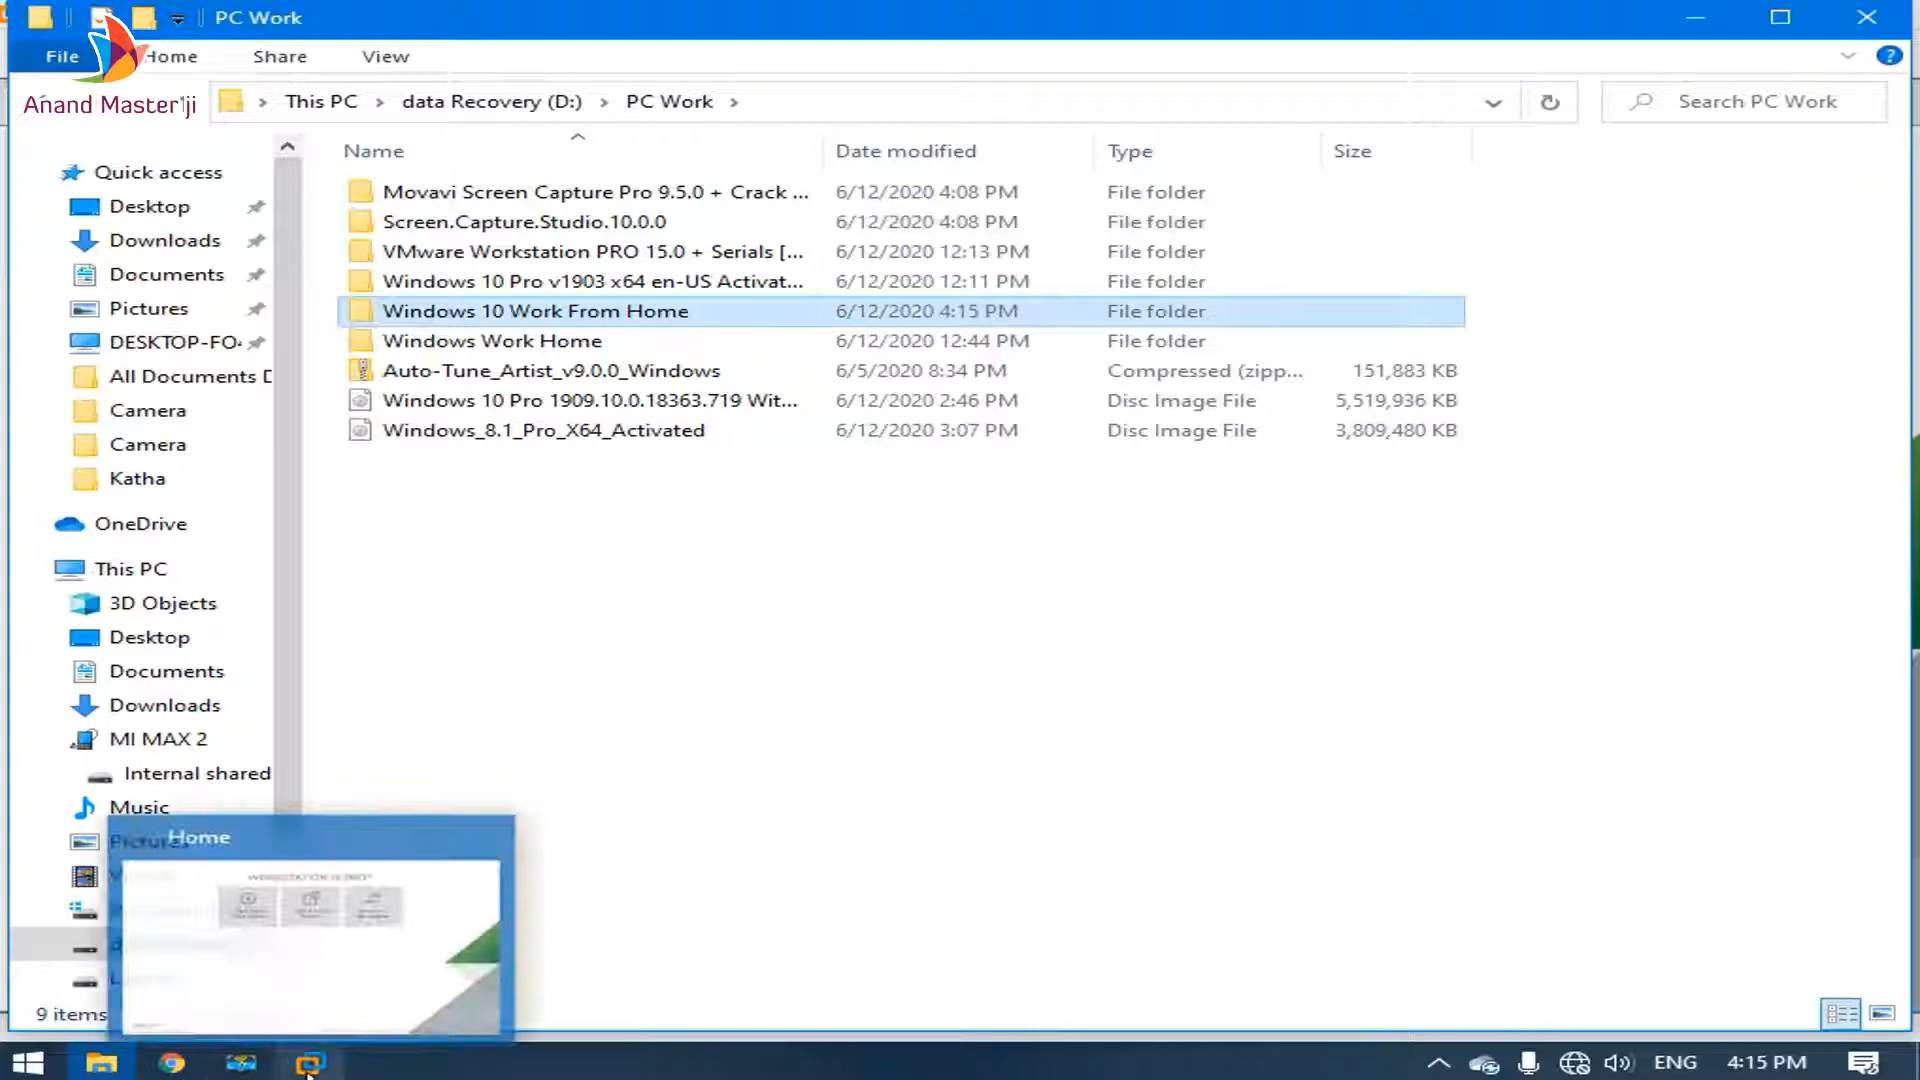 PC Work
File Home Share View
Anand Master'ji
This PC data Recovery (D:) PC Work
Search PC Work
Name Date modified Type Size
Movavi Screen Capture Pro 9.5.0 + Crack ... 6/12/2020 4:08 PM File folder
Screen.Capture.Studio.10.0.0 6/12/2020 4:08 PM File folder
VMware Workstation PRO 15.0 + Serials [... 6/12/2020 12:13 PM File folder
Windows 10 Pro v1903 x64 en-US Activat... 6/12/2020 12:11 PM File folder
Windows 10 Work From Home 6/12/2020 4:15 PM File folder
Windows Work Home 6/12/2020 12:44 PM File folder
Auto-Tune_Artist_v9.0.0_Windows 6/5/2020 8:34 PM Compressed (zipp... 151,883 KB
Windows 10 Pro 1909.10.0.18363.719 Wit... 6/12/2020 2:46 PM Disc Image File 5,519,936 KB
Windows_8.1_Pro_X64_Activated 6/12/2020 3:07 PM Disc Image File 3,809,480 KB
Quick access
Desktop
Downloads
Documents
Pictures
DESKTOP-FO
All Documents
Camera
Camera
Katha
OneDrive
This PC
3D Objects
Desktop
Documents
Downloads
MI MAX 2
Internal shared
Music
Pictures
Home
9 items
ENG 4:15 PM